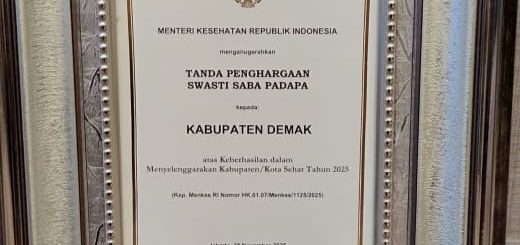 MENTERI KESEHATAN REPUBLIK INDONESIA
menganugerahkan
TANDA PENGHARGAAN
SWASTI SABA PADAPA
kepada:
KABUPATEN DEMAK
atas Keberhasilan dalam
Menyelenggarakan Kabupaten/Kota Sehat Tahun 2025
(Kep. Menkes RI Nomor HK.01.07/Menkes/1125/2025)